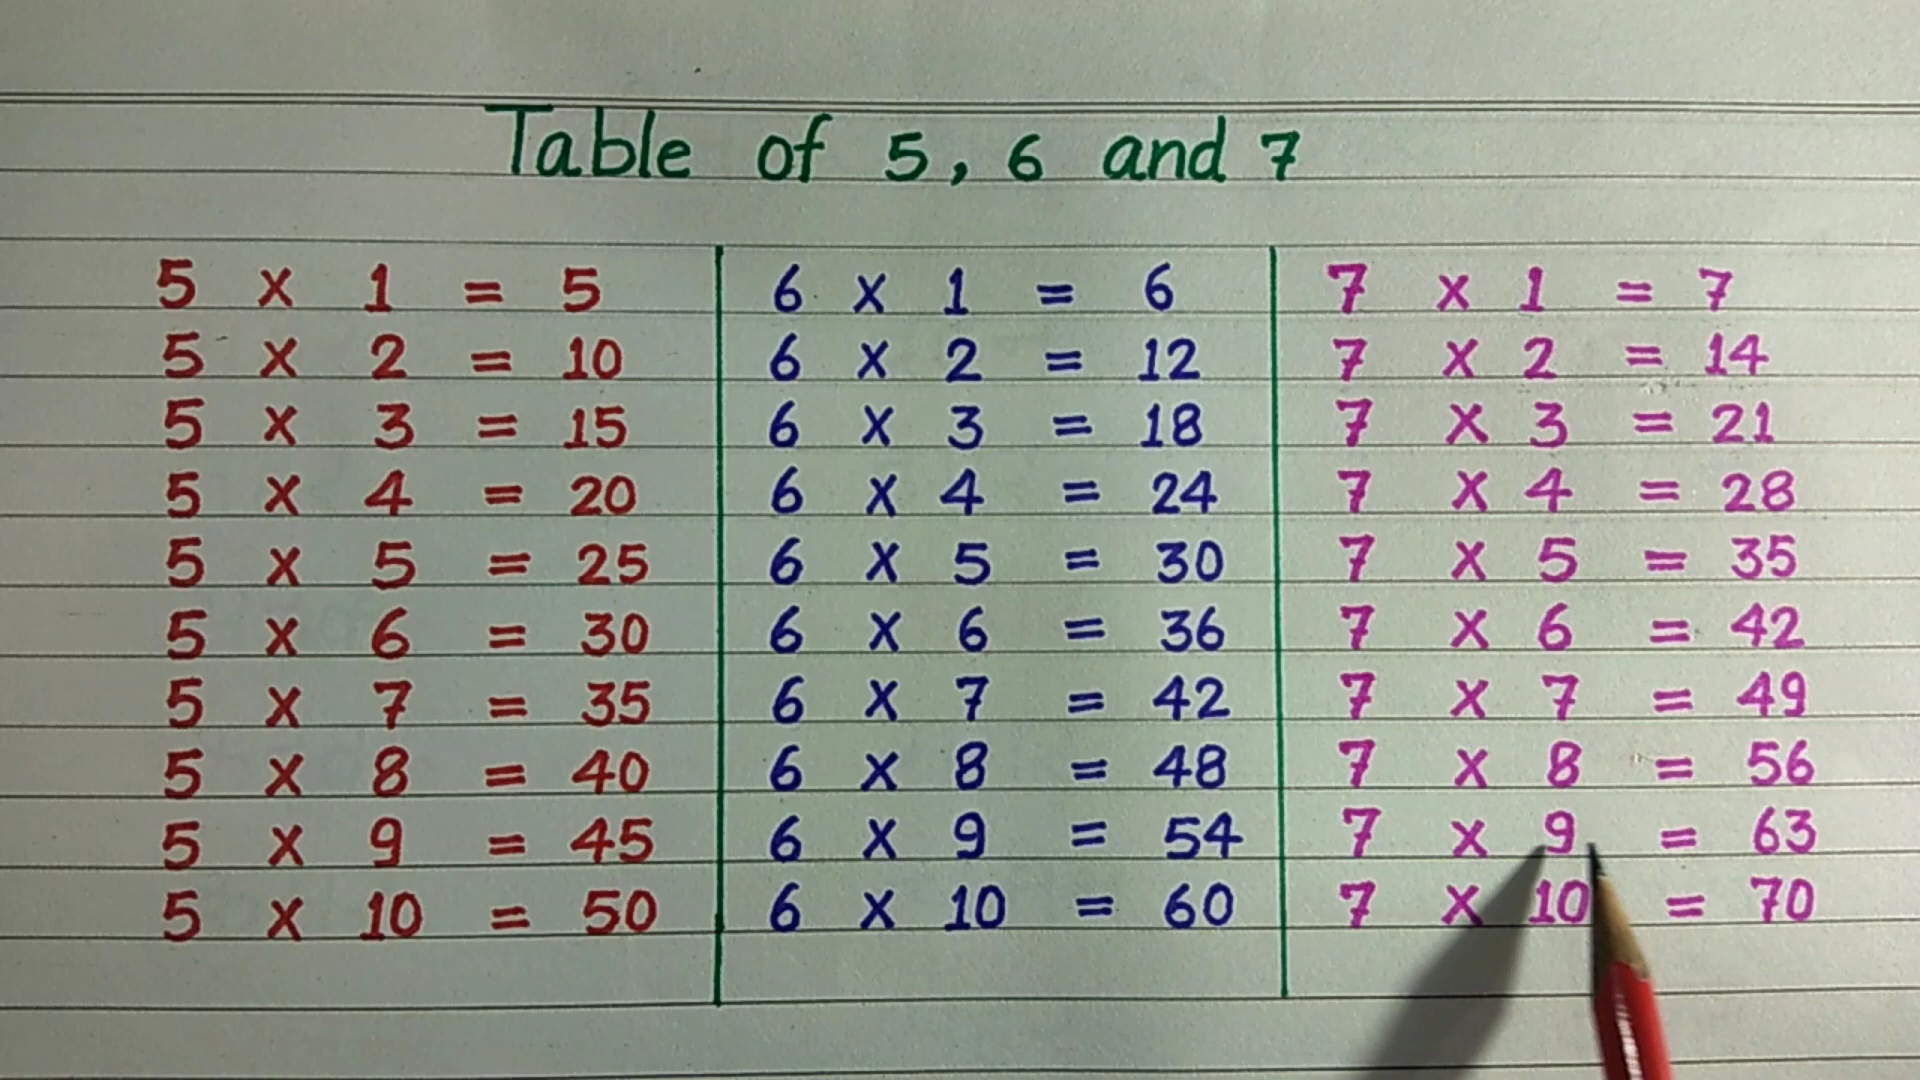 Table of 5, 6 and 7
5 x 1 = 5
5 x 2 = 10
5 x 3 = 15
5 x 4 = 20
5 x 5 = 25
5 x 6 = 30
5 x 7 = 35
5 x 8 = 40
5 x 9 = 45
5 x 10 = 50
6 x 1 = 6
6 x 2 = 12
6 x 3 = 18
6 x 4 = 24
6 x 5 = 30
6 x 6 = 36
6 x 7 = 42
6 x 8 = 48
6 x 9 = 54
6 x 10 = 60
7 x 1 = 7
7 x 2 = 14
7 x 3 = 21
7 x 4 = 28
7 x 5 = 35
7 x 6 = 42
7 x 7 = 49
7 x 8 = 56
7 x 9 = 63
7 x 10 = 70